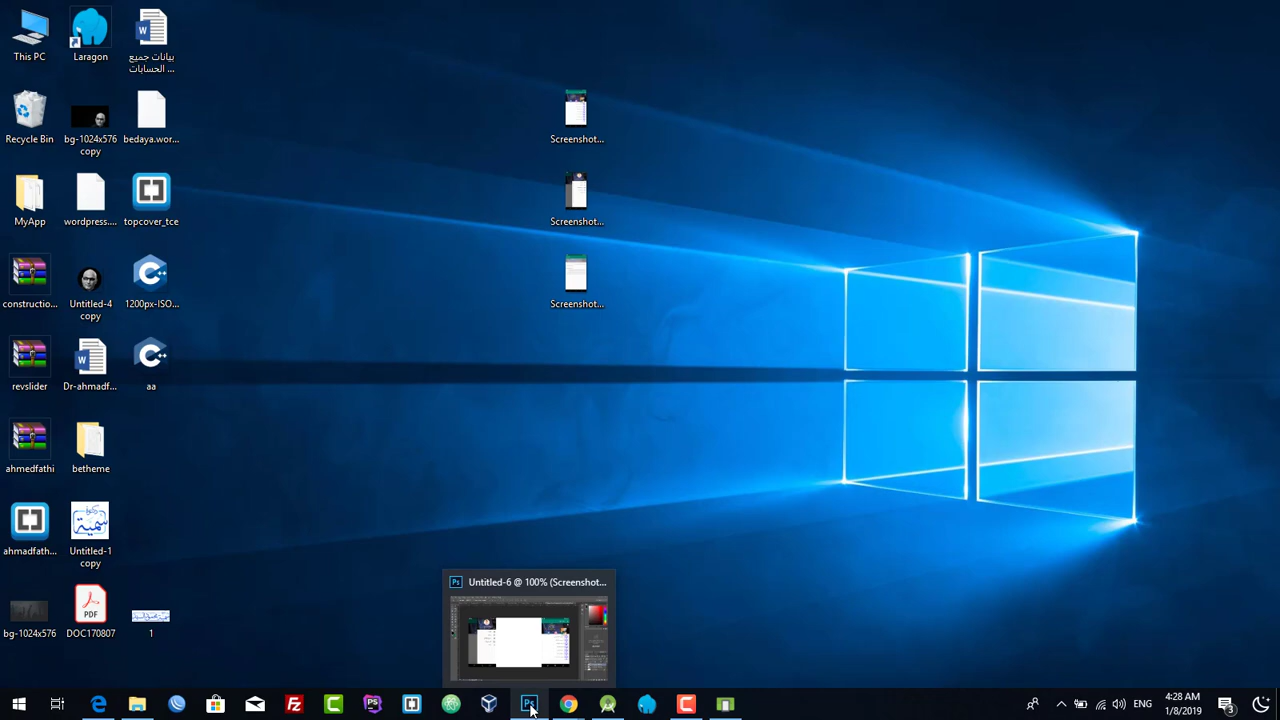 This PC
Laragon
بيانات جميع
الحسابات ...
Recycle Bin
bg-1024x576
copy
bedaya.wor...
MyApp
wordpress....
topcover_tce
constructio...
Untitled-4
copy
1200px-ISO...
revslider
Dr-ahmadf...
aa
ahmedfathi
betheme
ahmadfath...
Untitled-1
copy
bg-1024x576
DOC170807
1
Screenshot...
Screenshot...
Screenshot...
Untitled-6 @ 100% (Screenshot...
ENG
4:28 AM
1/8/2019
3